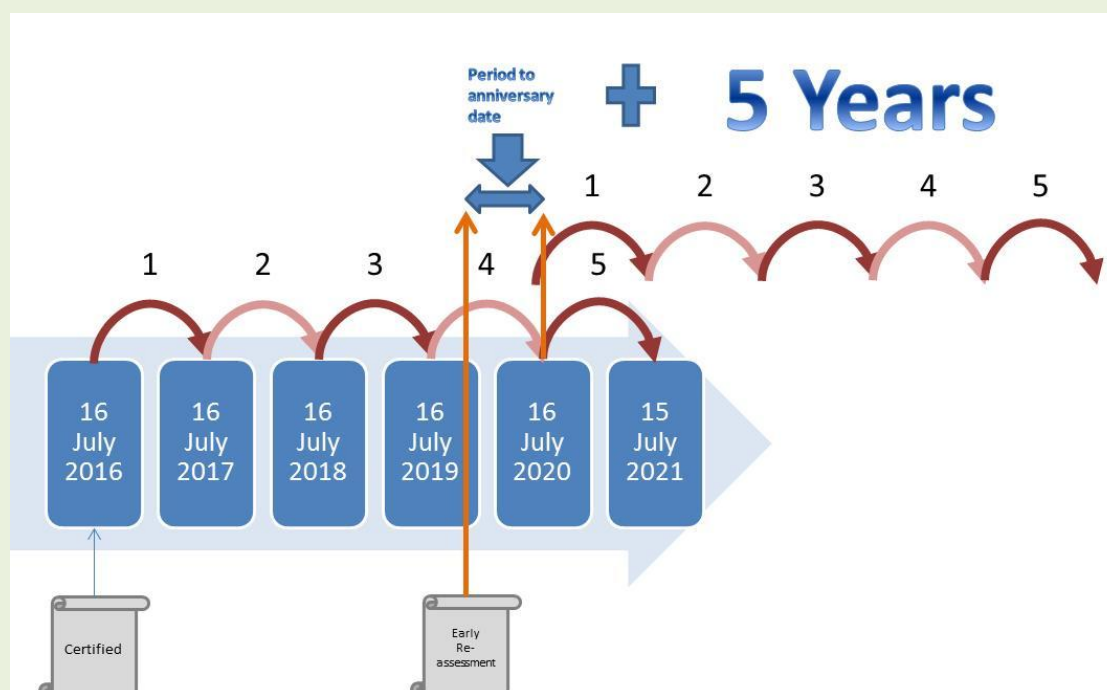 Period to
anniversary
date
5 Years
1
2
3
4
5
1
2
3
4
5
16
July
2016
16
July
2017
16
July
2018
16
July
2019
16
July
2020
15
July
2021
Certified
Early
Re-
assessment